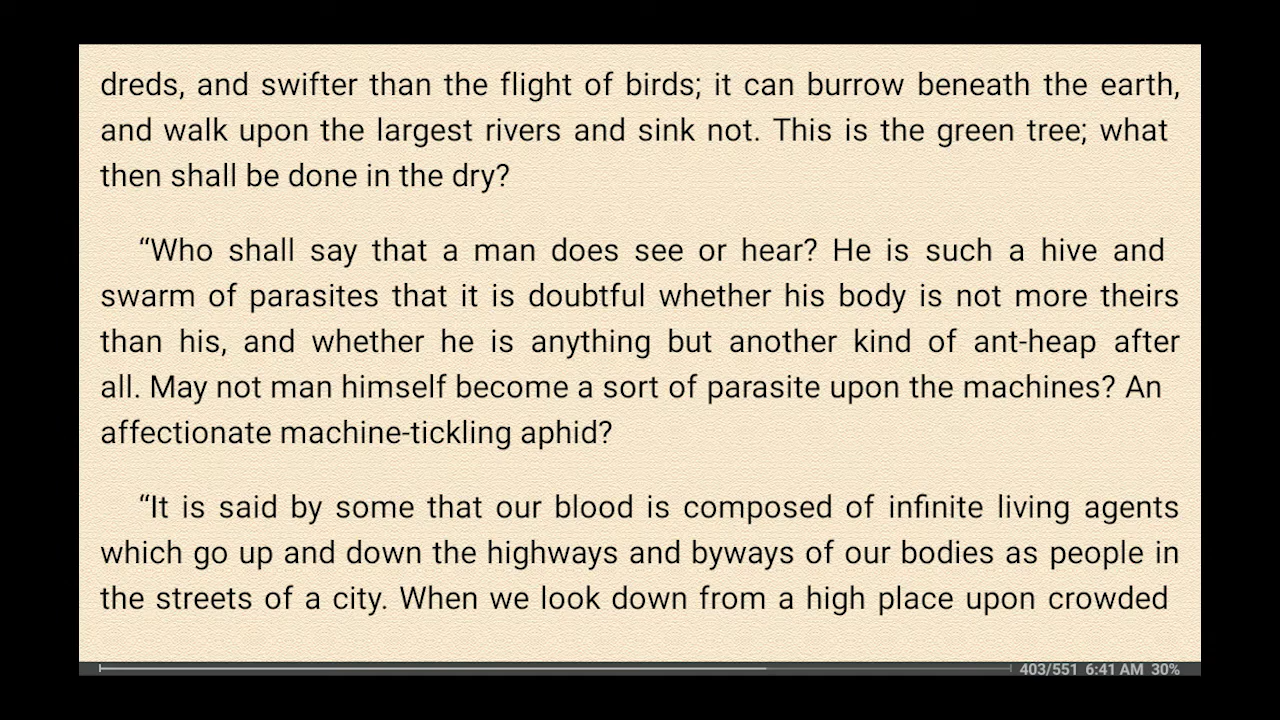 dreds, and swifter than the flight of birds; it can burrow beneath the earth,
and walk upon the largest rivers and sink not. This is the green tree; what
then shall be done in the dry?
“Who shall say that a man does see or hear? He is such a hive and
swarm of parasites that it is doubtful whether his body is not more theirs
than his, and whether he is anything but another kind of ant-heap after
all. May not man himself become a sort of parasite upon the machines? An
affectionate machine-tickling aphid?
“It is said by some that our blood is composed of infinite living agents
which go up and down the highways and byways of our bodies as people in
the streets of a city. When we look down from a high place upon crowded
403/551 6:41 AM 30%